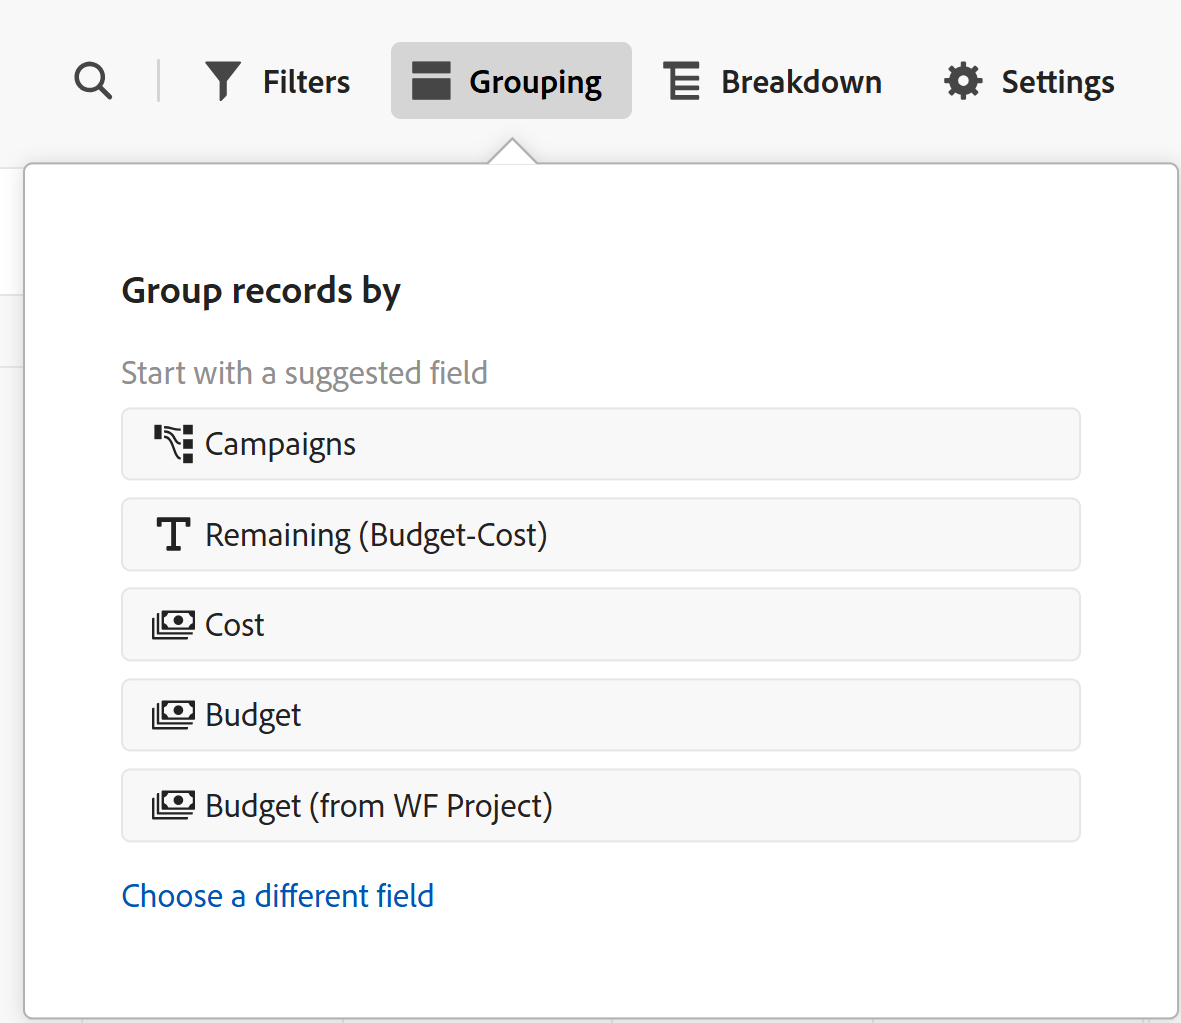 Filters Grouping Breakdown Settings
Group records by
Start with a suggested field
Campaigns
Remaining (Budget-Cost)
Cost
Budget
Budget (from WF Project)
Choose a different field